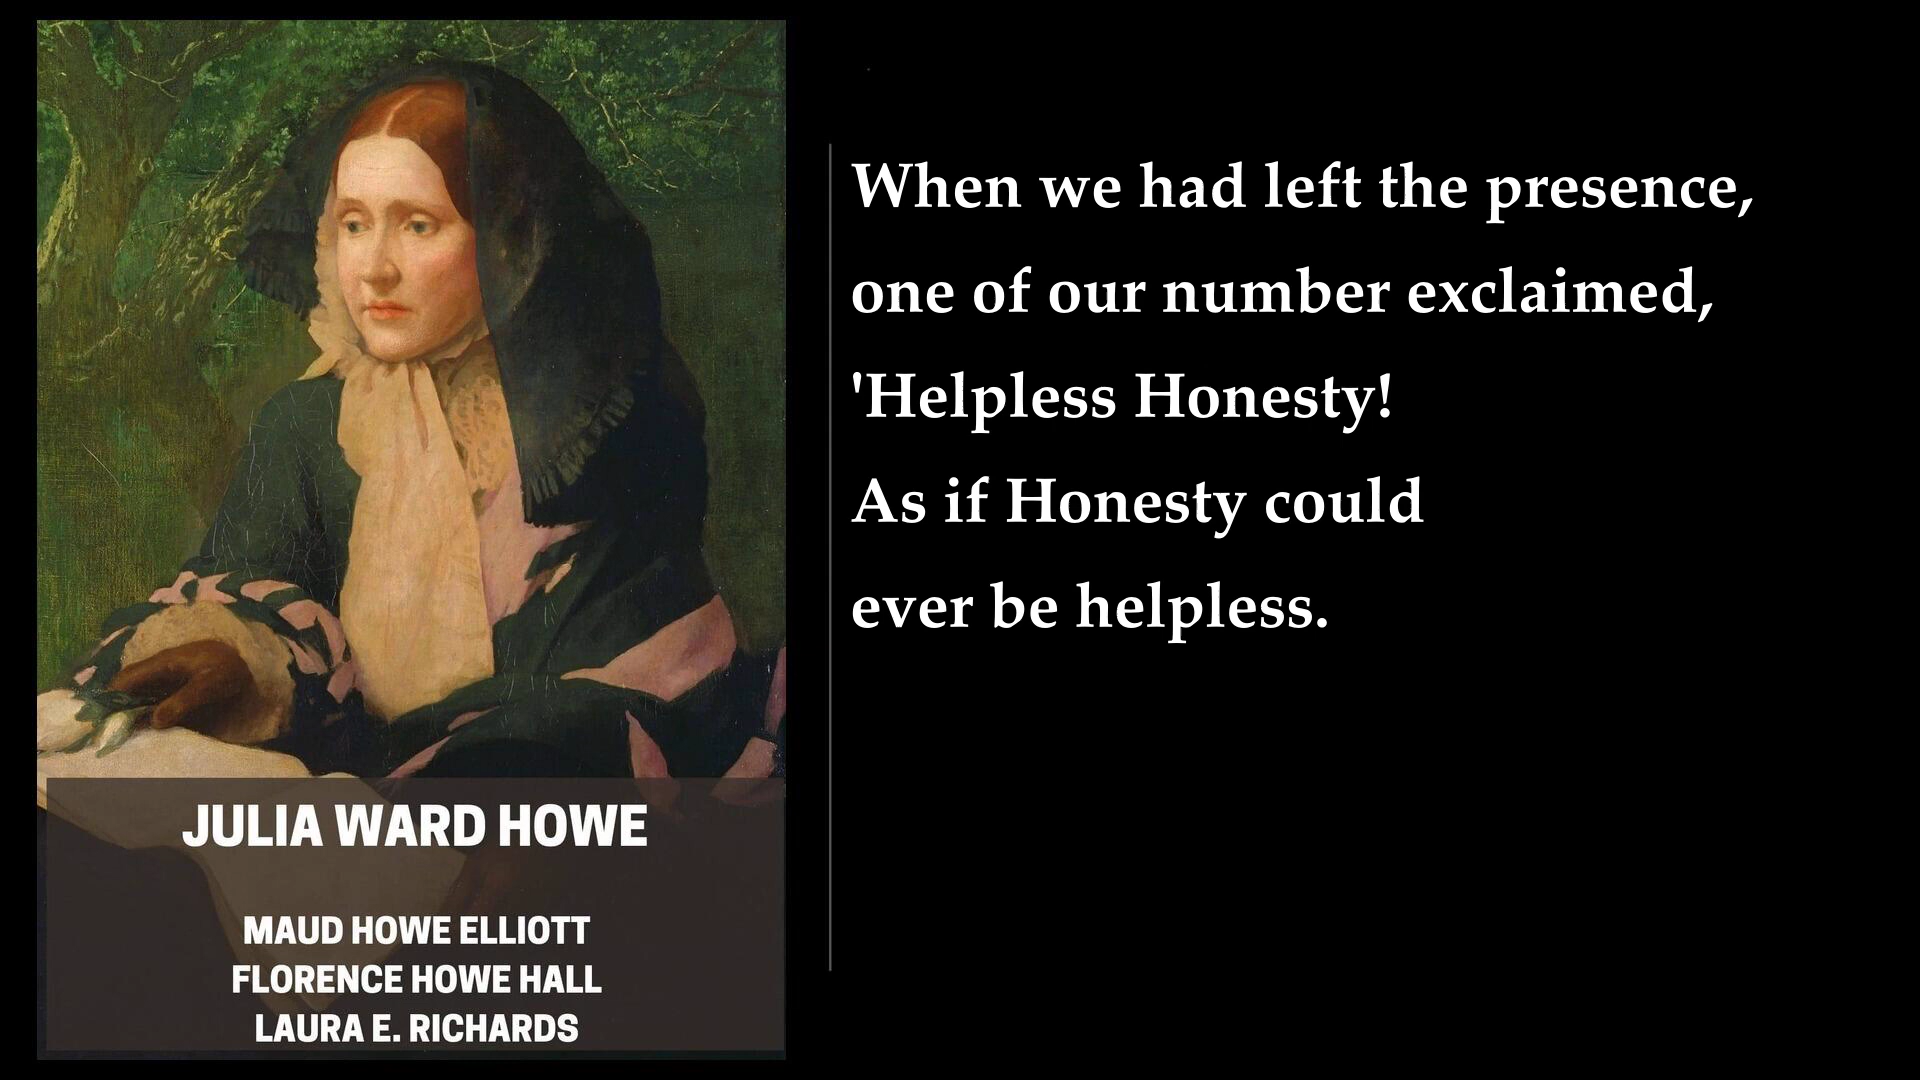 When we had left the presence,
one of our number exclaimed,
'Helpless Honesty!
As if Honesty could
ever be helpless.
JULIA WARD HOWE
MAUD HOWE ELLIOTT
FLORENCE HOWE HALL
LAURA E. RICHARDS